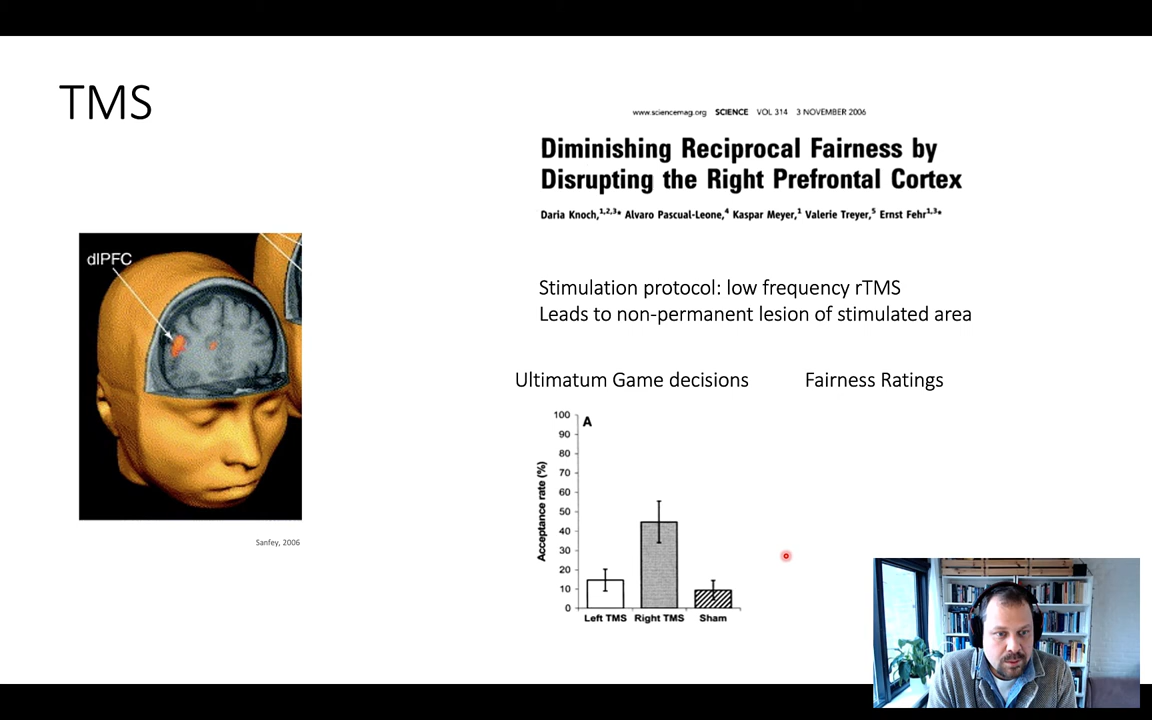 TMS
www.sciencemag.org SCIENCE VOL 314 3 NOVEMBER 2006
Diminishing Reciprocal Fairness by
Disrupting the Right Prefrontal Cortex
Daria Knoch,1,2,3* Alvaro Pascual-Leone,4 Kaspar Meyer,1 Valerie Treyer,5 Ernst Fehr1,3*
dlPFC
Sanfey, 2006
Stimulation protocol: low frequency rTMS
Leads to non-permanent lesion of stimulated area
Ultimatum Game decisions
Fairness Ratings
A
Acceptance rate (%)
100
90
80
70
60
50
40
30
20
10
0
Left TMS Right TMS Sham